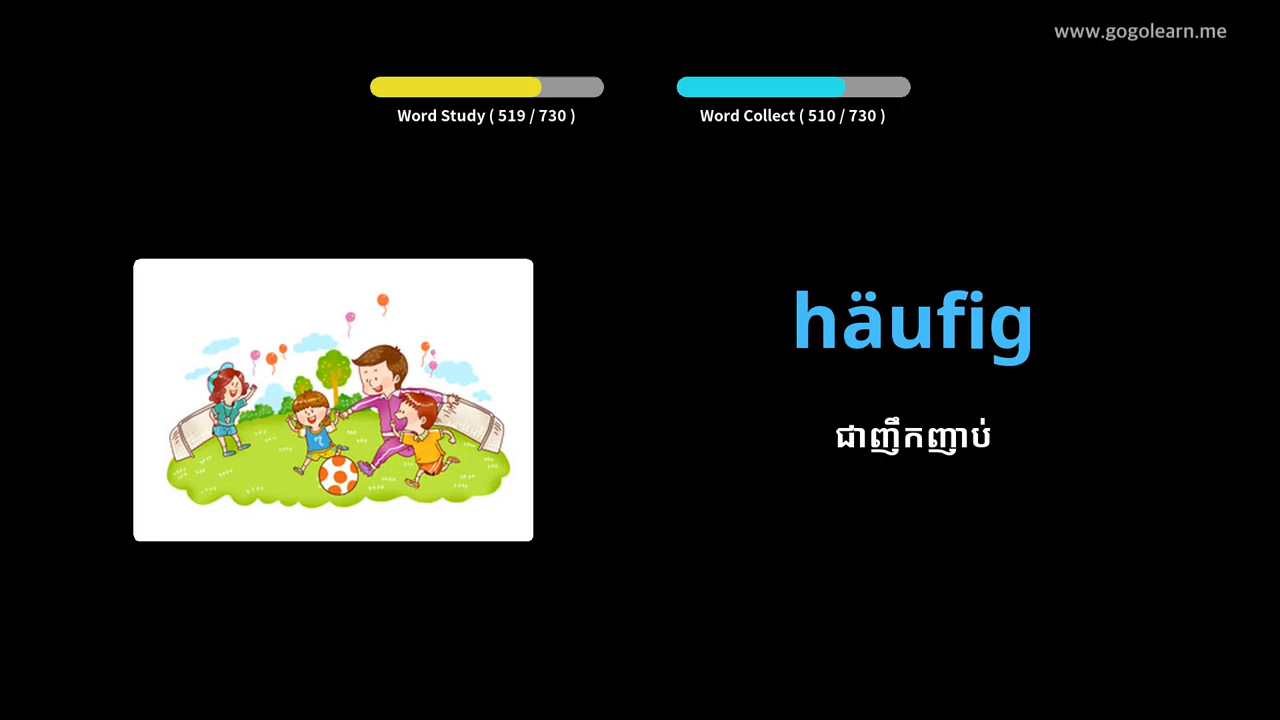 www.gogolearn.me
Word Study ( 519 / 730 )
Word Collect ( 510 / 730 )
häufig
ជាញឹកញាប់